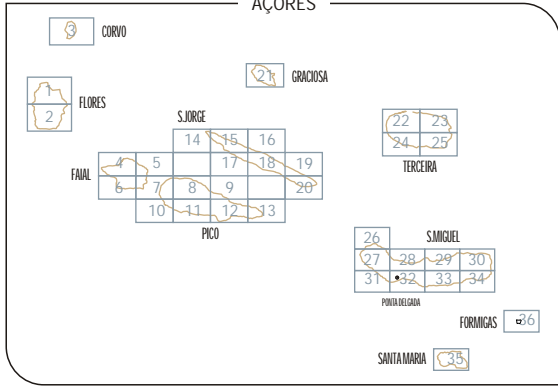 AÇORES
3 CORVO
21 GRACIOSA
1
2
FLORES
S.JORGE
14 15 16
FAIAL
4 5 17 18 19
6 7 8 9 20
10 11 12 13
PICO
22 23
24 25
TERCEIRA
26
S.MIGUEL
27 28 29 30
31 32 33 34
PONTA DELGADA
FORMIGAS 36
SANTA MARIA 35